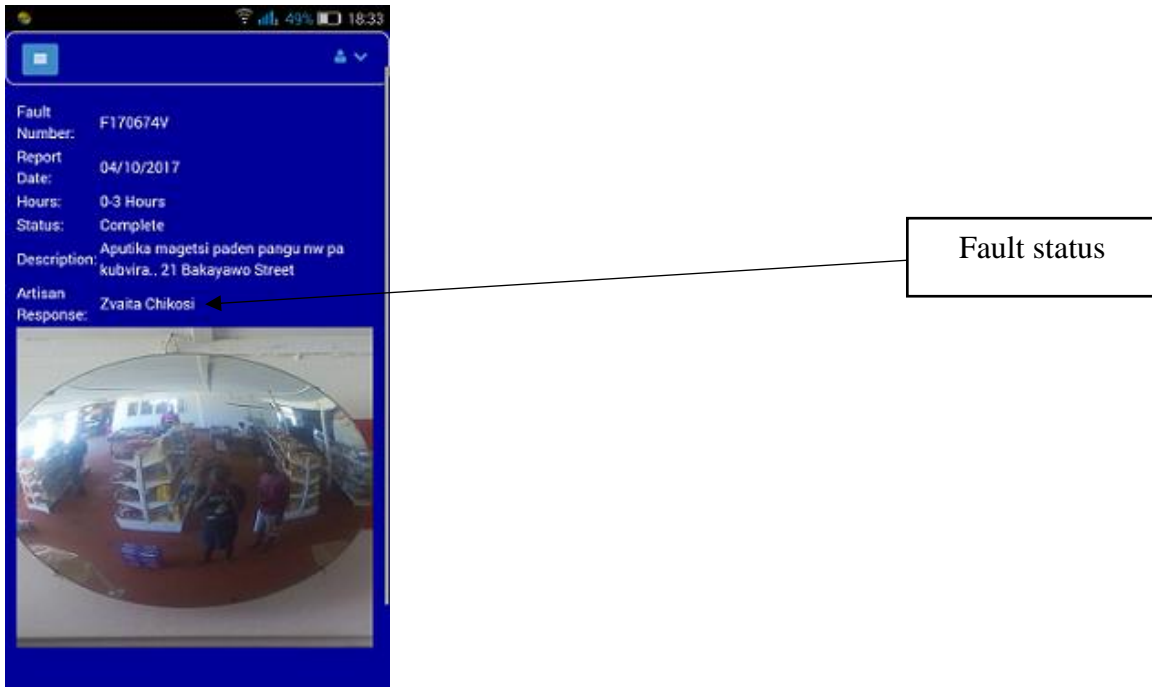 49% 18:33
Fault
Number: F170674V
Report
Date: 04/10/2017
Hours: 0-3 Hours
Status: Complete
Description: Aputika magetsi paden pangu nw pa
kubvira.. 21 Bakayawo Street
Artisan
Response: Zvaita Chikosi
Fault status